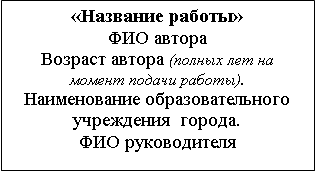 «Название работы»
ФИО автора
Возраст автора (полных лет на
момент подачи работы).
Наименование образовательного
учреждения  города.
ФИО руководителя